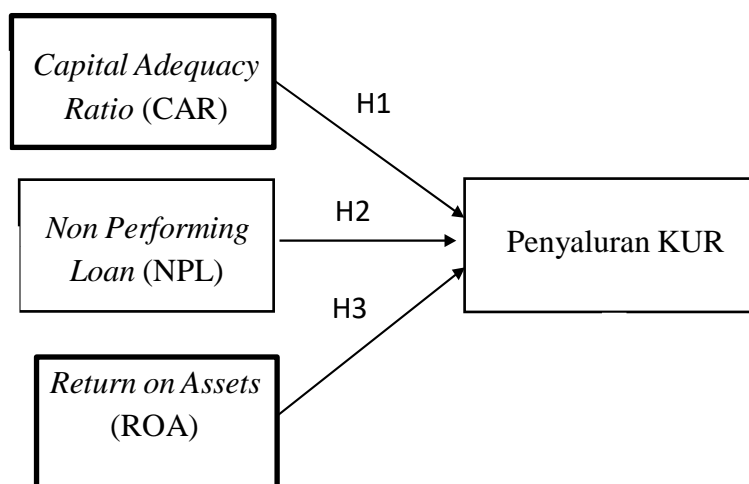 Capital Adequacy
Ratio (CAR)
H1
Non Performing
Loan (NPL)
H2
Penyaluran KUR
H3
Return on Assets
(ROA)